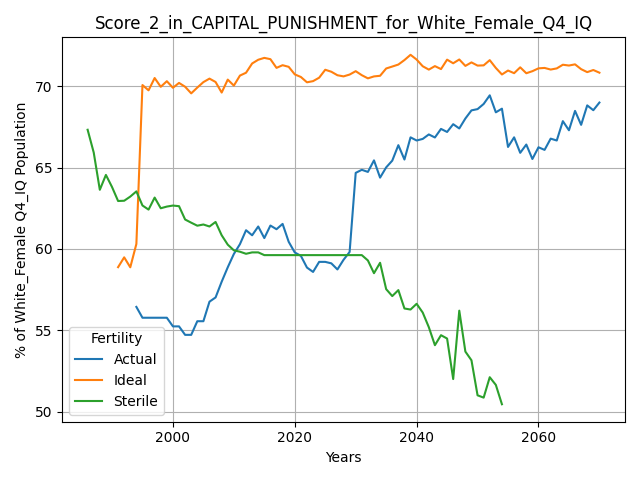 Score_2_in_CAPITAL_PUNISHMENT_for_White_Female_Q4_IQ
% of White_Female Q4_IQ Population
70
65
60
55
50
Fertility
Actual
Ideal
Sterile
2000
2020
2040
2060
Years